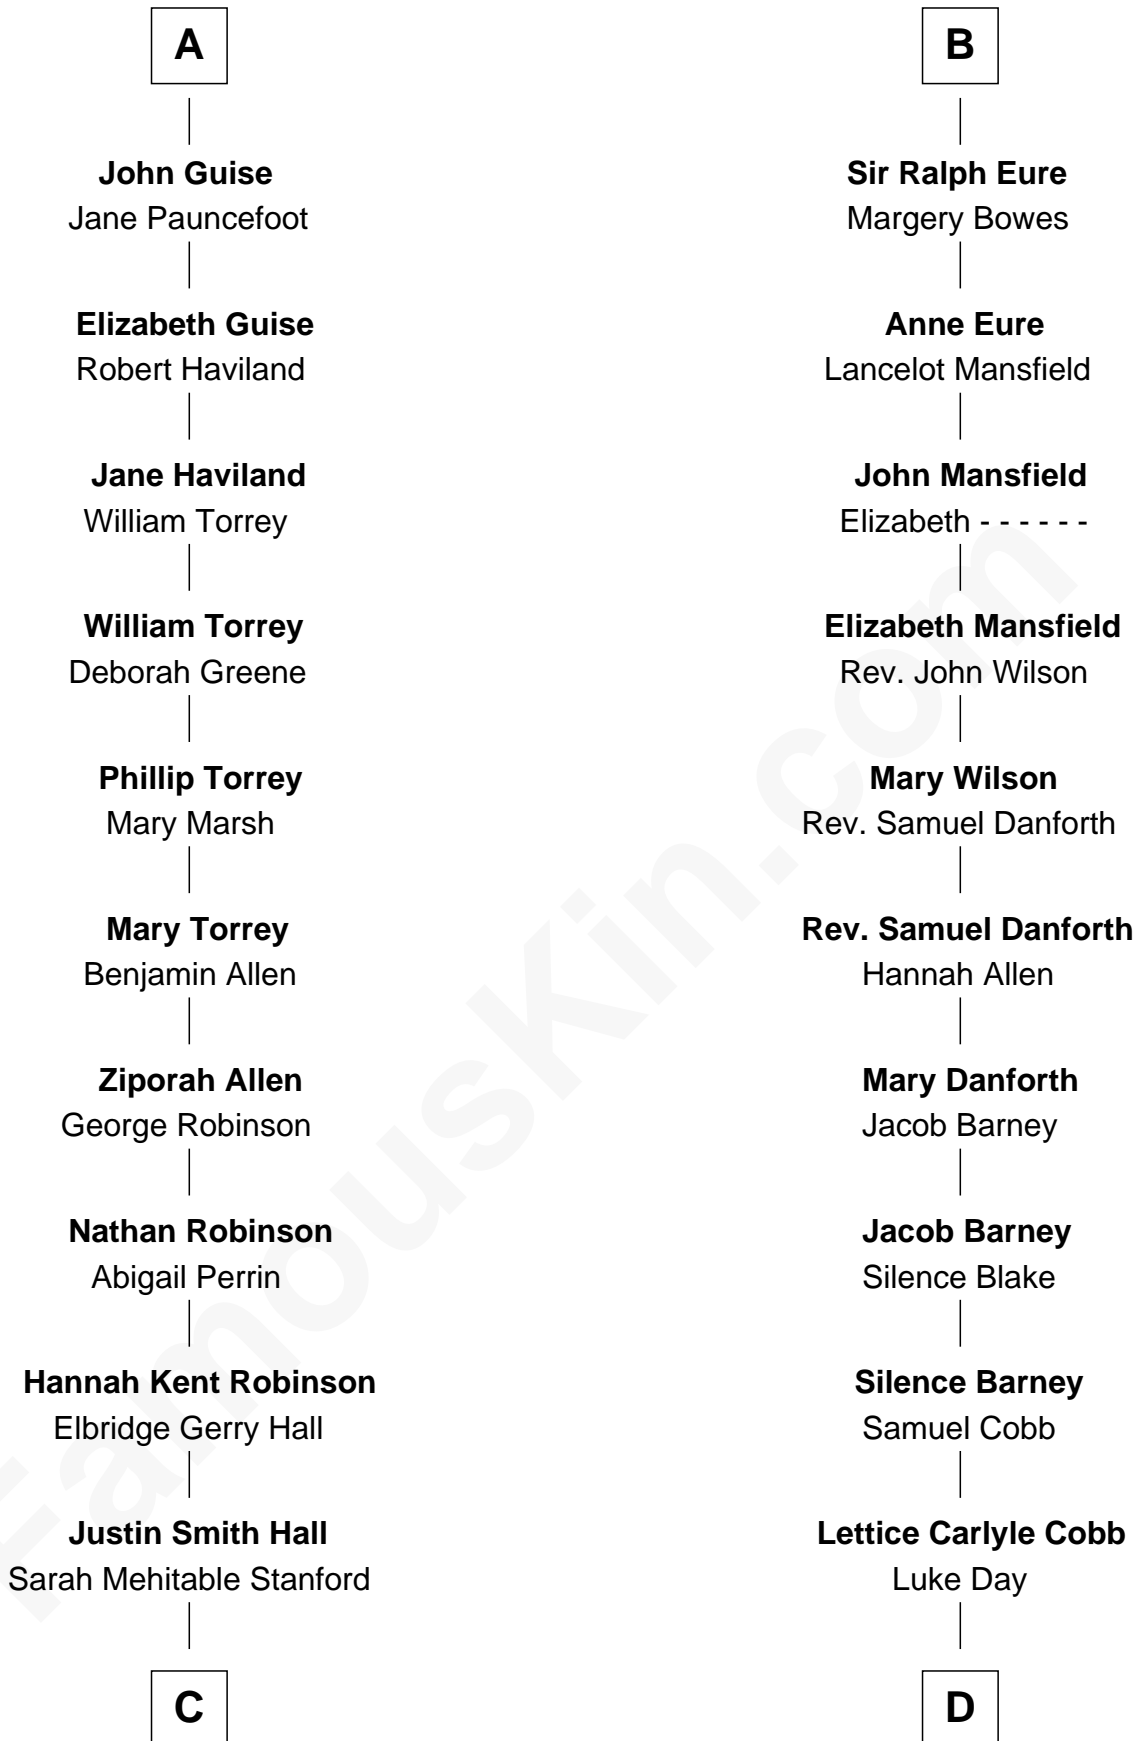 A
John Guise
Jane Pauncefoot
Elizabeth Guise
Robert Haviland
Jane Haviland
William Torrey
William Torrey
Deborah Greene
Phillip Torrey
Mary Marsh
Mary Torrey
Benjamin Allen
Ziporah Allen
George Robinson
Nathan Robinson
Abigail Perrin
Hannah Kent Robinson
Elbridge Gerry Hall
Justin Smith Hall
Sarah Mehitable Stanford
C
B
Sir Ralph Eure
Margery Bowes
Anne Eure
Lancelot Mansfield
John Mansfield
Elizabeth - - - - - -
Elizabeth Mansfield
Rev. John Wilson
Mary Wilson
Rev. Samuel Danforth
Rev. Samuel Danforth
Hannah Allen
Mary Danforth
Jacob Barney
Jacob Barney
Silence Blake
Silence Barney
Samuel Cobb
Lettice Carlyle Cobb
Luke Day
D
FamousKin.com